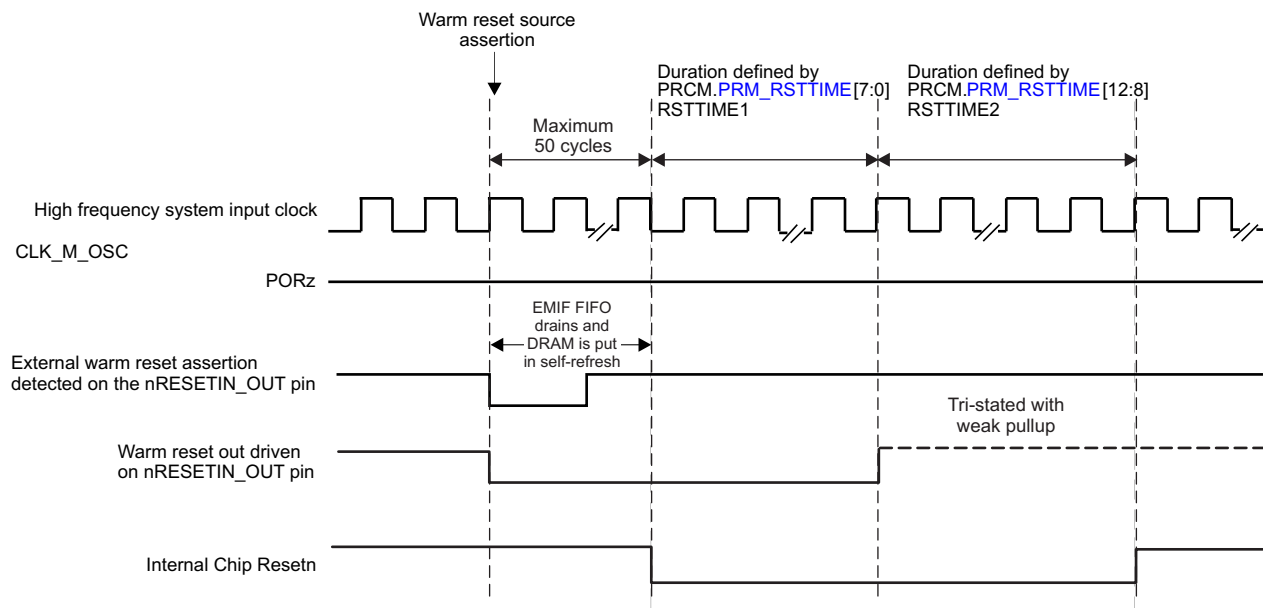 Warm reset source
assertion
Duration defined by
PRCM.PRM_RSTTIME[7:0]
RSTTIME1
Duration defined by
PRCM.PRM_RSTTIME[12:8]
RSTTIME2
Maximum
50 cycles
High frequency system input clock
CLK_M_OSC
PORz
EMIF FIFO
drains and
DRAM is put
in self-refresh
External warm reset assertion
detected on the nRESETIN_OUT pin
Tri-stated with
weak pullup
Warm reset out driven
on nRESETIN_OUT pin
Internal Chip Resetn